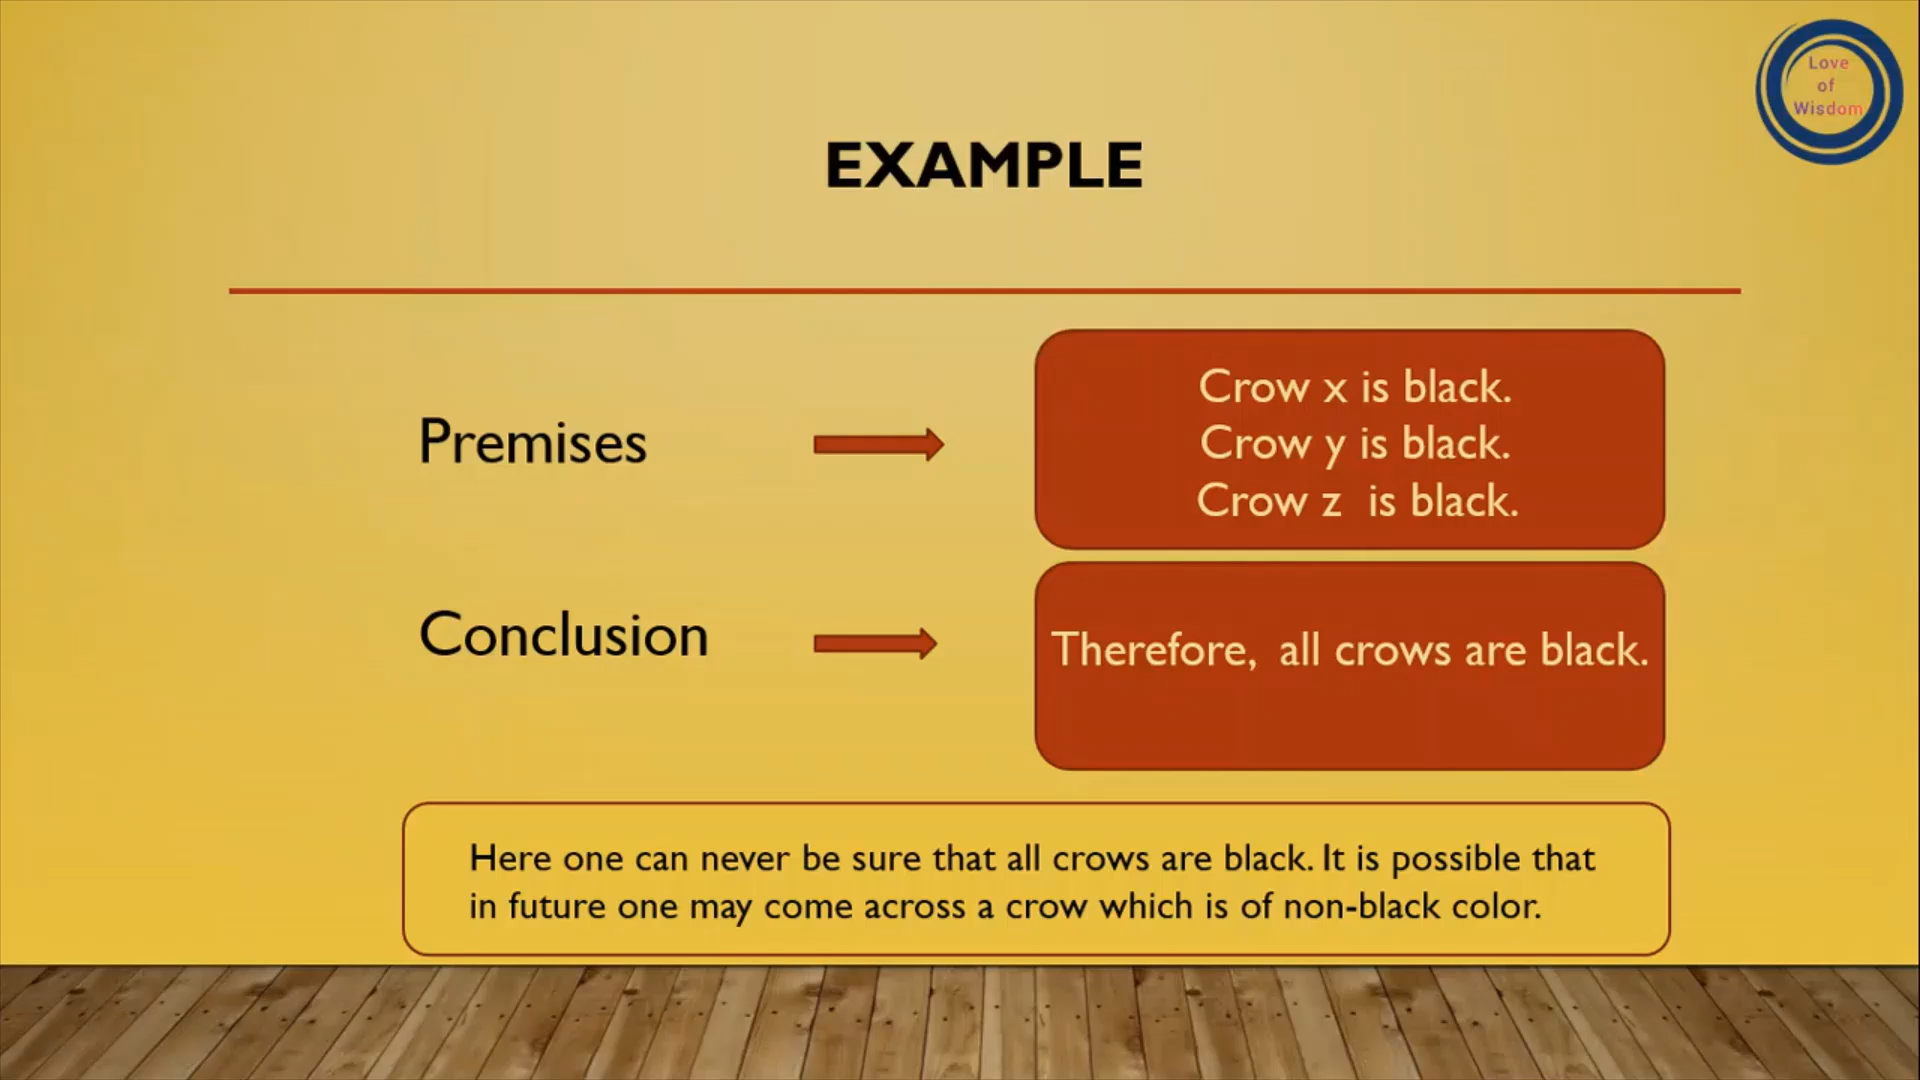 Love
of
Wisdom
EXAMPLE
Premises
Crow x is black.
Crow y is black.
Crow z is black.
Conclusion
Therefore, all crows are black.
Here one can never be sure that all crows are black. It is possible that
in future one may come across a crow which is of non-black color.